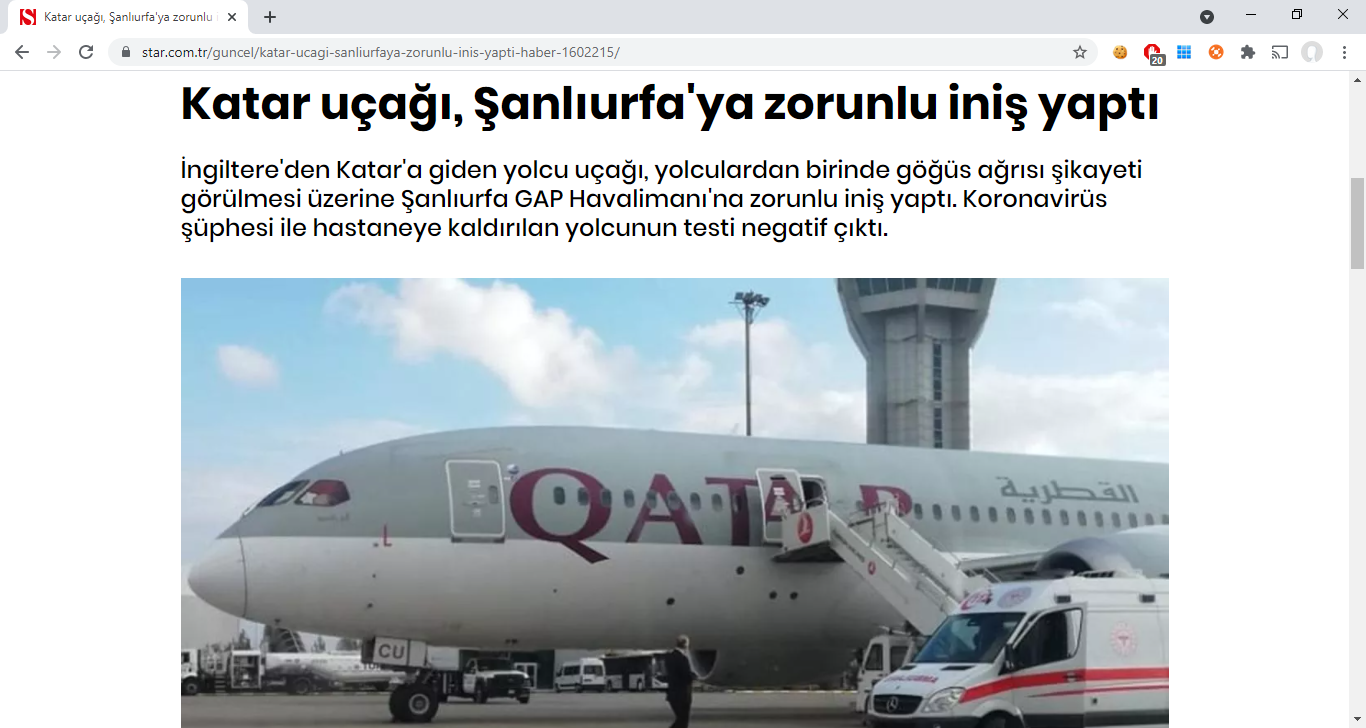 Katar uçağı, Şanlıurfa'ya zorunlu i
20
star.com.tr/guncel/katar-ucagi-sanliurfaya-zorunlu-inis-yapti-haber-1602215/
Katar uçağı, Şanlıurfa'ya zorunlu iniş yaptı
İngiltere'den Katar'a giden yolcu uçağı, yolculardan birinde göğüs ağrısı şikayeti
görülmesi üzerine Şanlıurfa GAP Havalimanı'na zorunlu iniş yaptı. Koronavirüs
şüphesi ile hastaneye kaldırılan yolcunun testi negatif çıktı.
QATAR
القطرية
CU